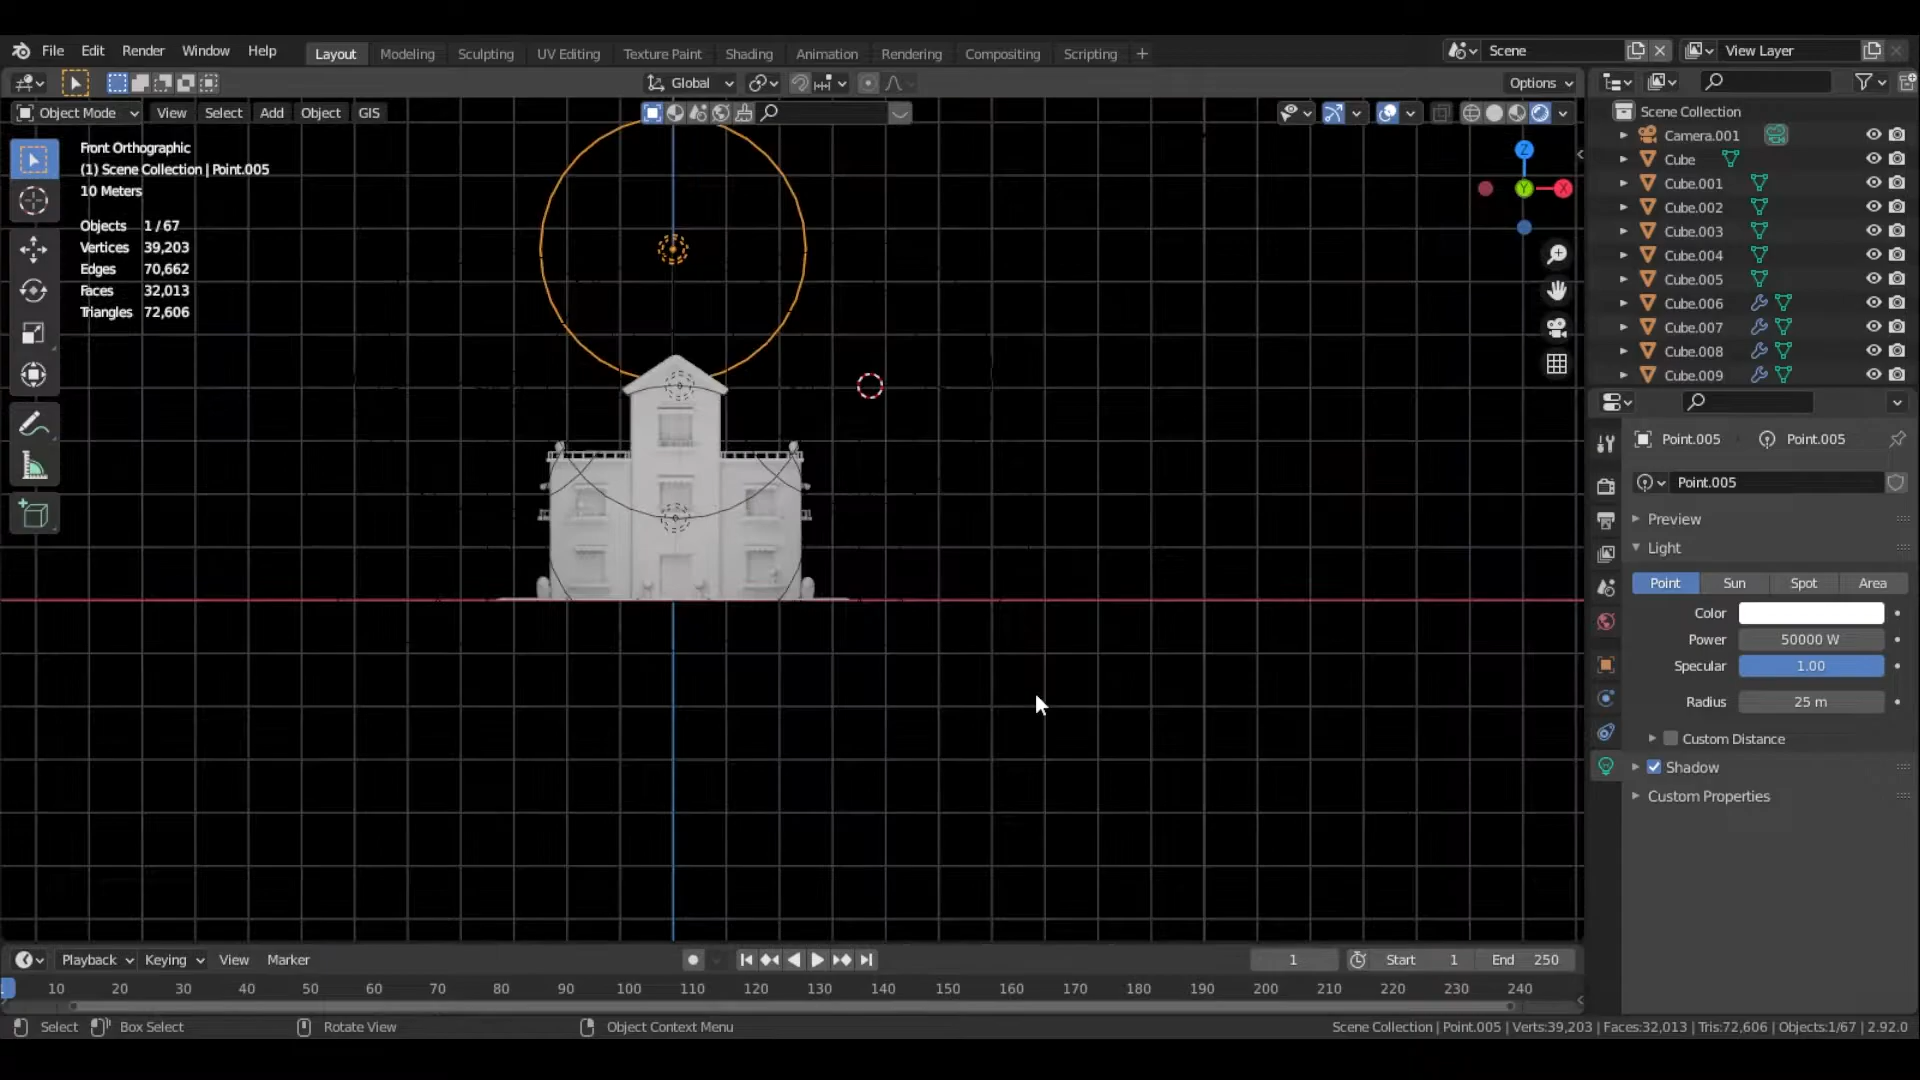 File Edit Render Window Help Layout Modeling Sculpting UV Editing Texture Paint Shading Animation Rendering Compositing Scripting + Scene View Layer
Global Options
Object Mode View Select Add Object GIS
Front Orthographic
(1) Scene Collection | Point.005
10 Meters
Objects 1/67
Vertices 39,203
Edges 70,662
Faces 32,013
Triangles 72,606
Z
Y
X
Scene Collection
Camera.001
Cube
Cube.001
Cube.002
Cube.003
Cube.004
Cube.005
Cube.006
Cube.007
Cube.008
Cube.009
Point.005 Point.005
Point.005
Preview
Light
Point Sun Spot Area
Color
Power 50000 W
Specular 1.00
Radius 25 m
Custom Distance
Shadow
Custom Properties
Playback Keying View Marker 1 Start 1 End 250
10 20 30 40 50 60 70 80 90 100 110 120 130 140 150 160 170 180 190 200 210 220 230 240
Select Box Select Rotate View Object Context Menu Scene Collection | Point.005 | Verts:39,203 | Faces:32,013 | Tris:72,606 | Objects:1/67 | 2.92.0